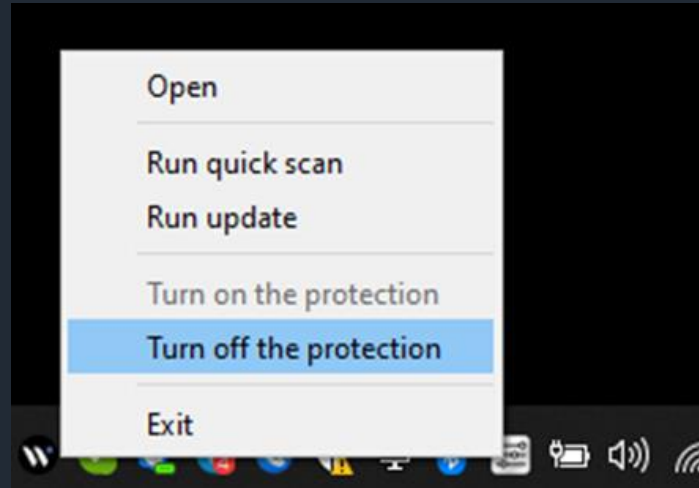 Open
Run quick scan
Run update
Turn on the protection
Turn off the protection
Exit